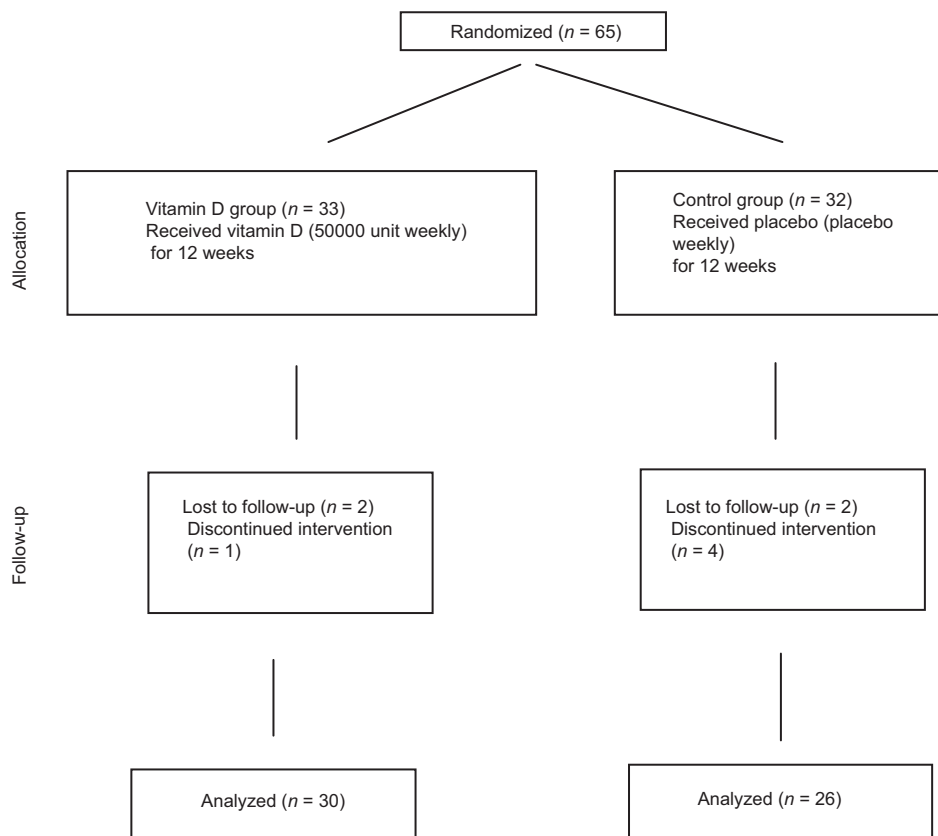 Randomized (n = 65)
Allocation
Vitamin D group (n = 33)
Received vitamin D (50000 unit weekly)
for 12 weeks
Control group (n = 32)
Received placebo (placebo
weekly)
for 12 weeks
Follow-up
Lost to follow-up (n = 2)
Discontinued intervention
(n = 1)
Lost to follow-up (n = 2)
Discontinued intervention
(n = 4)
Analyzed (n = 30)
Analyzed (n = 26)